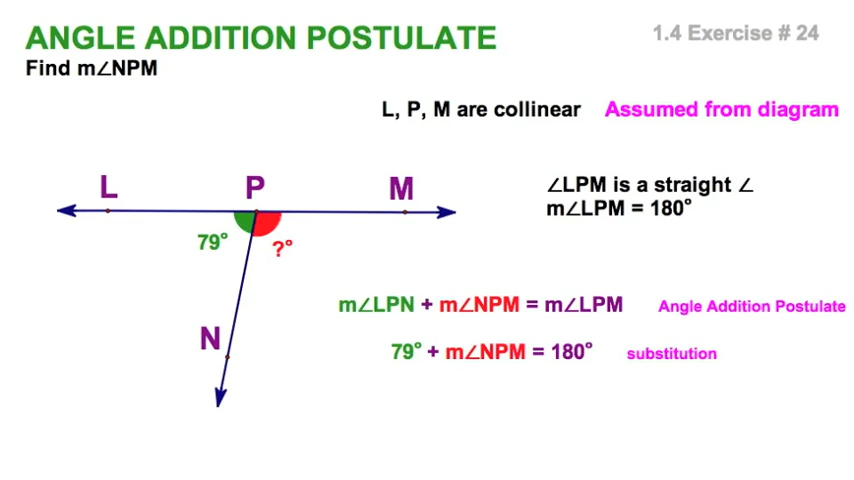 ANGLE ADDITION POSTULATE
1.4 Exercise # 24
Find m∠NPM
L, P, M are collinear Assumed from diagram
L P M
∠LPM is a straight ∠
m∠LPM = 180°
79° ?°
m∠LPN + m∠NPM = m∠LPM Angle Addition Postulate
N
79° + m∠NPM = 180° substitution